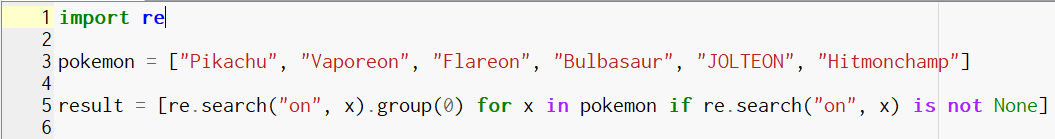 1 import re
2
3 pokemon = ["Pikachu", "Vaporeon", "Flareon", "Bulbasaur", "JOLTEON", "Hitmonchamp"]
4
5 result = [re.search("on", x).group(0) for x in pokemon if re.search("on", x) is not None]
6